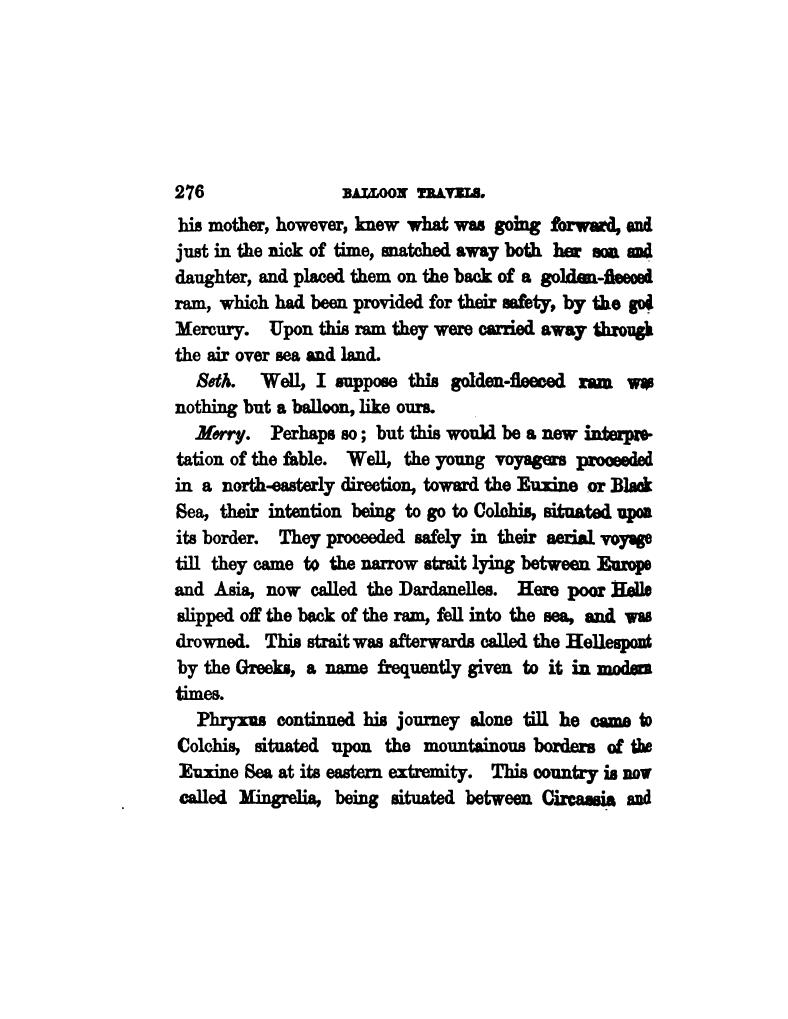 276 BALLOON TRAVELS.
his mother, however, knew what was going forward, and
just in the nick of time, snatched away both her son and
daughter, and placed them on the back of a golden-fleeced
ram, which had been provided for their safety, by the god
Mercury. Upon this ram they were carried away through
the air over sea and land.
Seth. Well, I suppose this golden-fleeced ram was
nothing but a balloon, like ours.
Merry. Perhaps so; but this would be a new interpre-
tation of the fable. Well, the young voyagers proceeded
in a north-easterly direction, toward the Euxine or Black
Sea, their intention being to go to Colchis, situated upon
its border. They proceeded safely in their aerial voyage
till they came to the narrow strait lying between Europe
and Asia, now called the Dardanelles. Here poor Helle
slipped off the back of the ram, fell into the sea, and was
drowned. This strait was afterwards called the Hellespont
by the Greeks, a name frequently given to it in modern
times.
Phryxus continued his journey alone till he came to
Colchis, situated upon the mountainous borders of the
Euxine Sea at its eastern extremity. This country is now
called Mingrelia, being situated between Circassia and